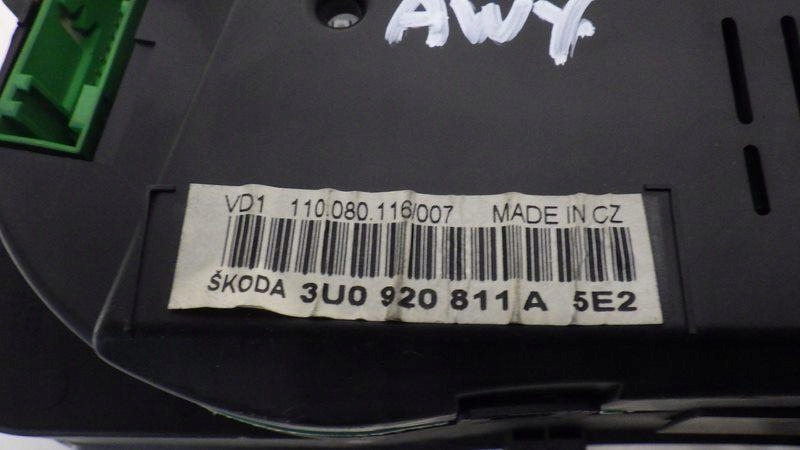 AWY.
VD1 110.080.116/007 MADE IN CZ
ŠKODA 3U0 920 811 A 5E2